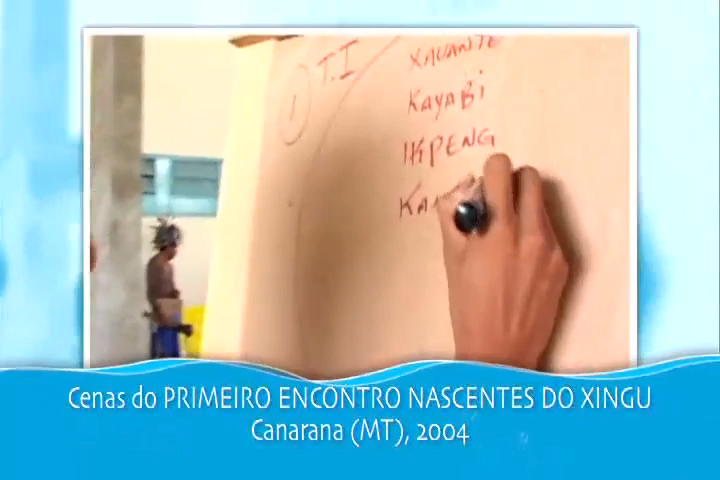 1 T.I
XAVANTE
KAYABi
IKPENG
Cenas do PRIMEIRO ENCONTRO NASCENTES DO XINGU
Canarana (MT), 2004